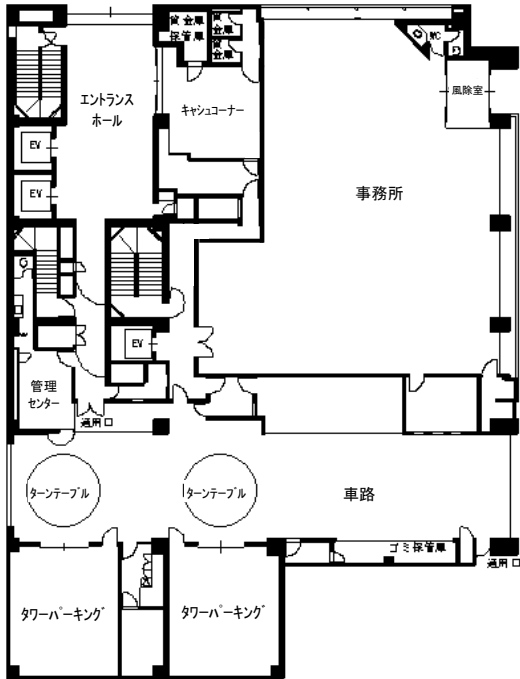 貸金庫
保管庫
貸
金庫
貸
金庫
WC
風除室
エントランス
ホール
キャシュコーナー
EV
EV
事務所
EV
管理
センター
通用口
ターンテーブル
ターンテーブル
車路
ゴミ保管庫
通用口
タワーパーキング
タワーパーキング